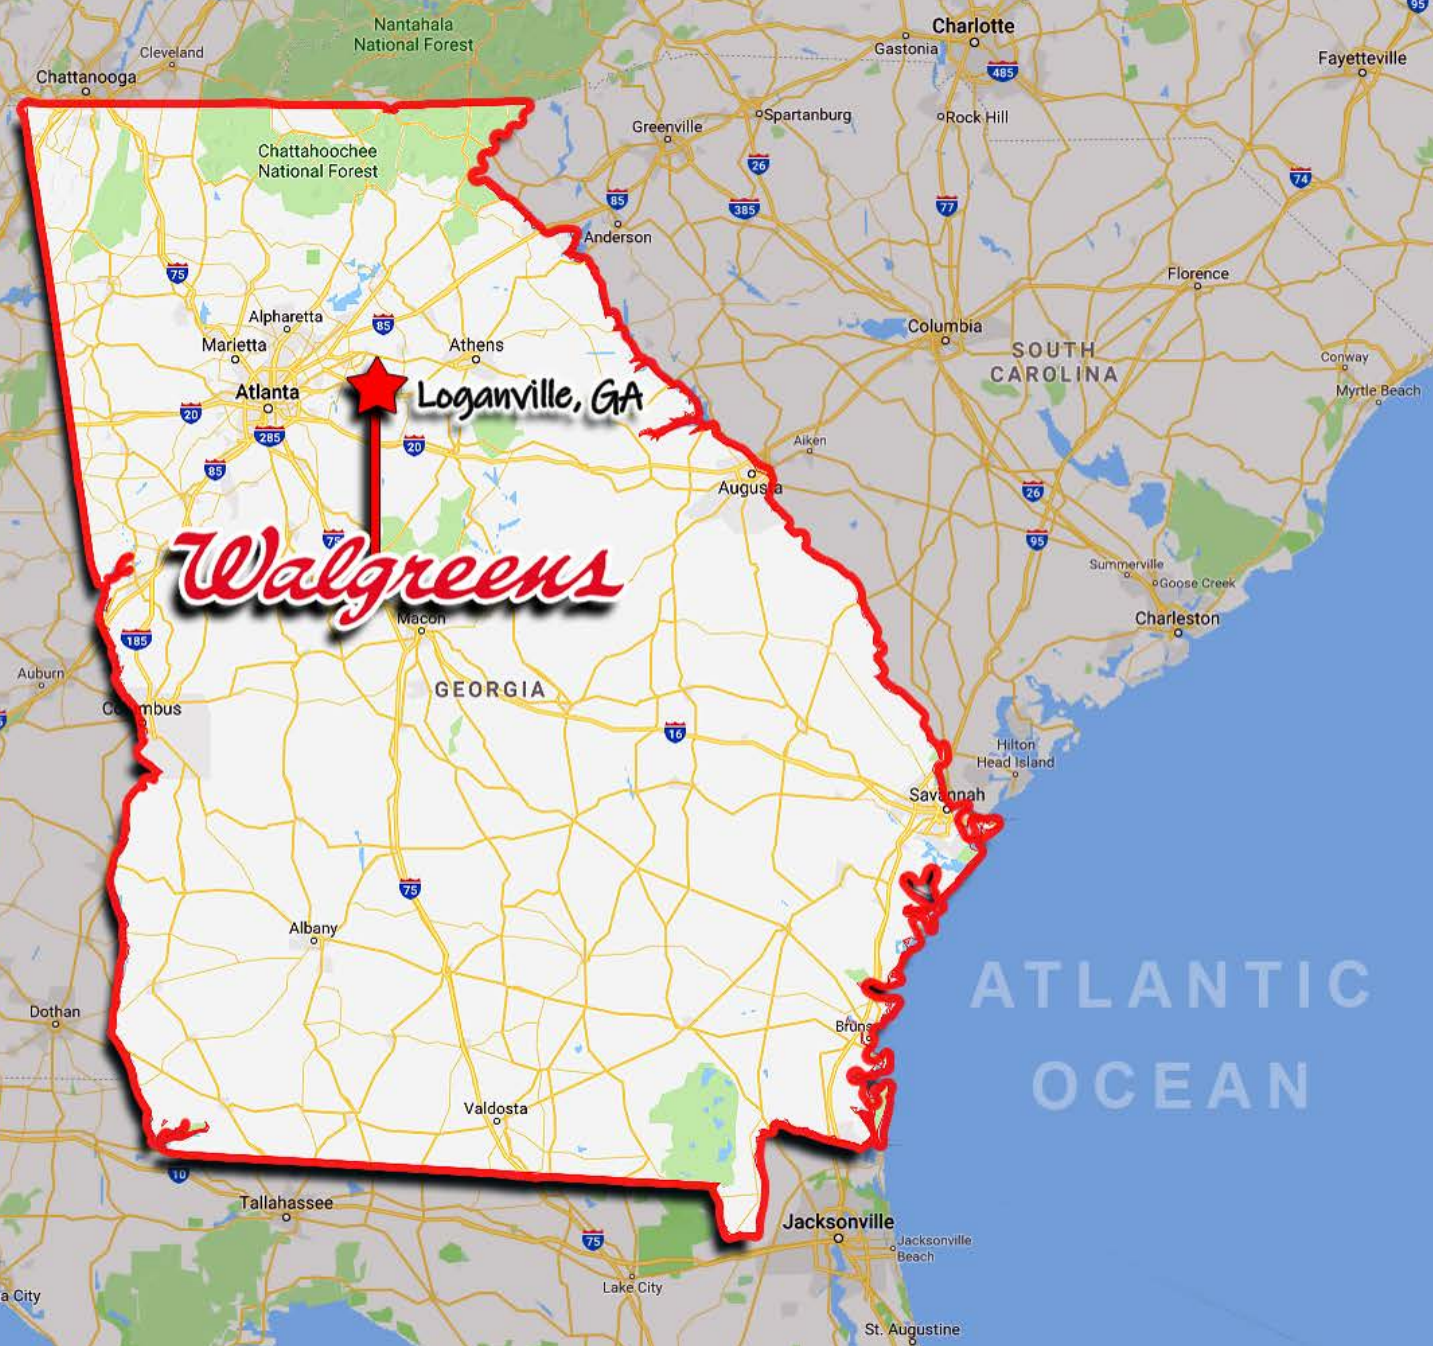 Nantahala
National Forest
Charlotte
95
Cleveland
Gastonia
Fayetteville
Chattanooga
485
Spartanburg
Rock Hill
Greenville
Chattahoochee
National Forest
26
74
85
385
77
Anderson
75
Florence
Alpharetta
85
Columbia
Marietta
Athens
SOUTH
CAROLINA
Conway
Myrtle Beach
Atlanta
Loganville, GA
20
285
20
Aiken
85
Augusta
26
75
95
Walgreens
Summerville
Goose Creek
Macon
Charleston
185
Auburn
GEORGIA
Columbus
16
Hilton
Head Island
Savannah
75
Albany
ATLANTIC
OCEAN
Dothan
Bruns
Valdosta
10
Tallahassee
Jacksonville
75
Jacksonville
Beach
Lake City
a City
St. Augustine